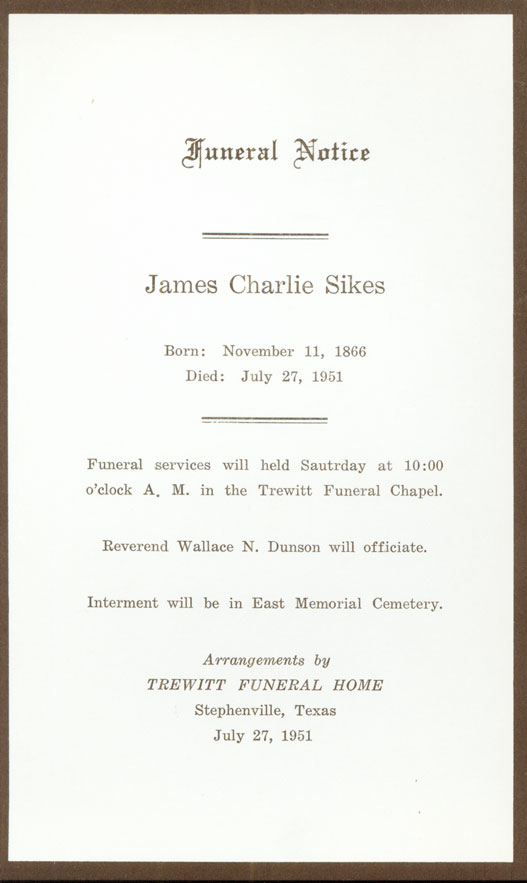 Funeral Notice
James Charlie Sikes
Born: November 11, 1866
Died: July 27, 1951
Funeral services will held Sautrday at 10:00
o'clock A. M. in the Trewitt Funeral Chapel.
Reverend Wallace N. Dunson will officiate.
Interment will be in East Memorial Cemetery.
Arrangements by
TREWITT FUNERAL HOME
Stephenville, Texas
July 27, 1951